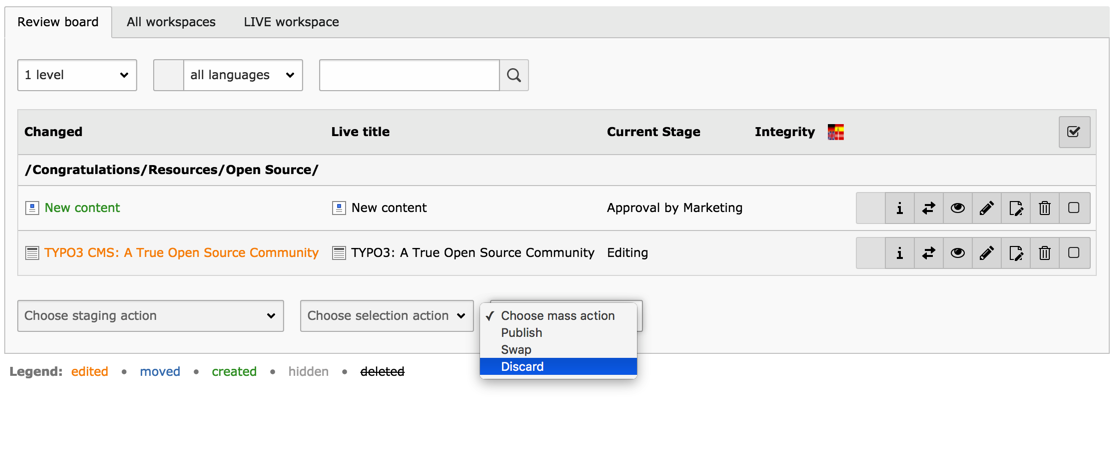 Review board All workspaces LIVE workspace
1 level all languages
Changed Live title Current Stage Integrity
/Congratulations/Resources/Open Source/
New content New content Approval by Marketing
TYPO3 CMS: A True Open Source Community TYPO3: A True Open Source Community Editing
Choose staging action Choose selection action ✓ Choose mass action
Publish
Swap
Discard
Legend: edited • moved • created • hidden • deleted